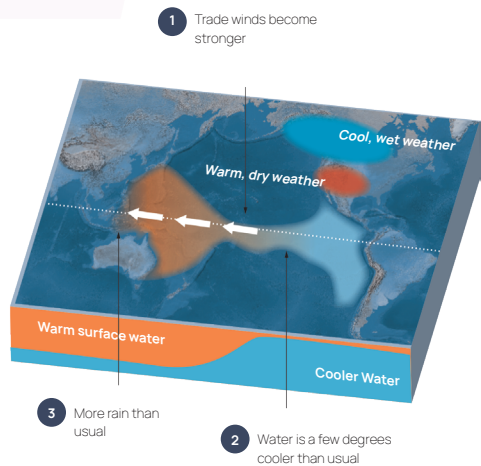 1
Trade winds become
stronger
Cool, wet weather
Warm, dry weather
Warm surface water
Cooler Water
3
More rain than
usual
2
Water is a few degrees
cooler than usual